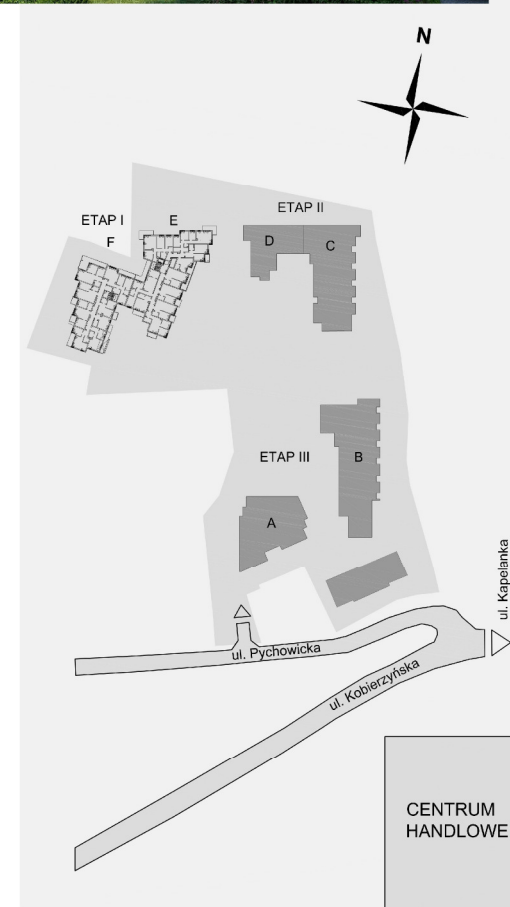 N
ETAP I
F
E
ETAP II
D
C
ETAP III
B
A
ul. Kapelanka
ul. Pychowicka
ul. Kobierzyńska
CENTRUM
HANDLOWE